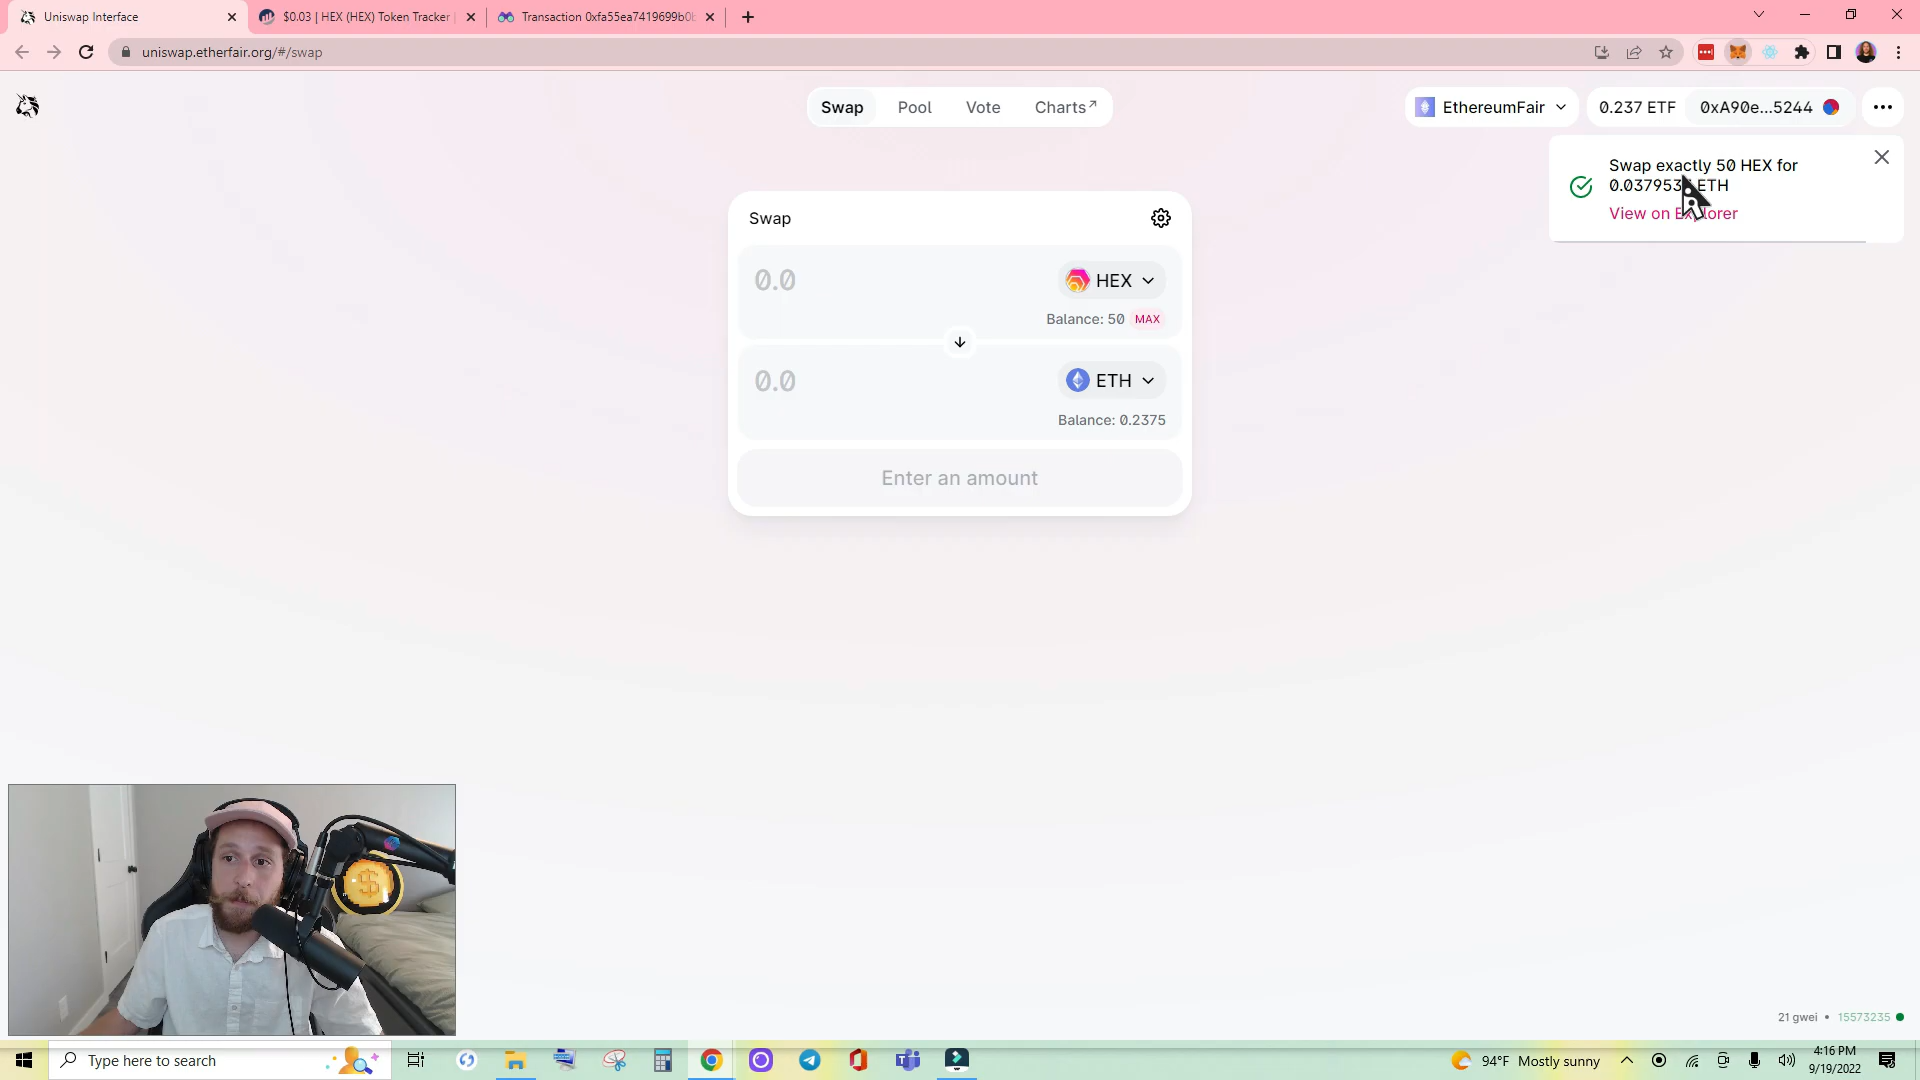 Uniswap Interface
$0.03 | HEX (HEX) Token Tracker |
Transaction 0xfa55ea7419699b0
uniswap.etherfair.org/#/swap
Swap
Pool
Vote
Charts↗
EthereumFair
0.237 ETF
0xA90e...5244
Swap exactly 50 HEX for
0.037953 ETH
View on Explorer
Swap
0.0
HEX
Balance: 50 MAX
0.0
ETH
Balance: 0.2375
Enter an amount
21 gwei • 15573235
Type here to search
94°F Mostly sunny
4:16 PM
9/19/2022